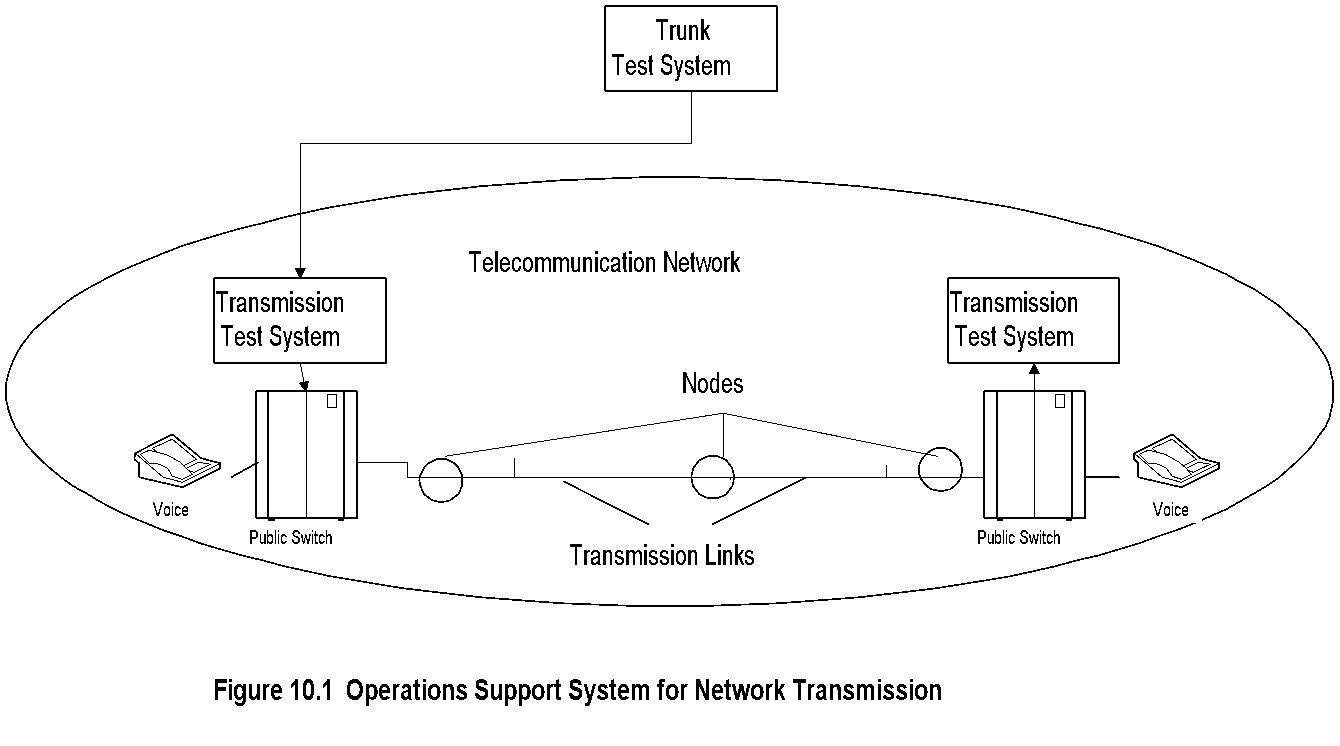 Trunk
Test System
Telecommunication Network
Transmission
Test System
Transmission
Test System
Nodes
Voice
Voice
Public Switch
Public Switch
Transmission Links
Figure 10.1 Operations Support System for Network Transmission